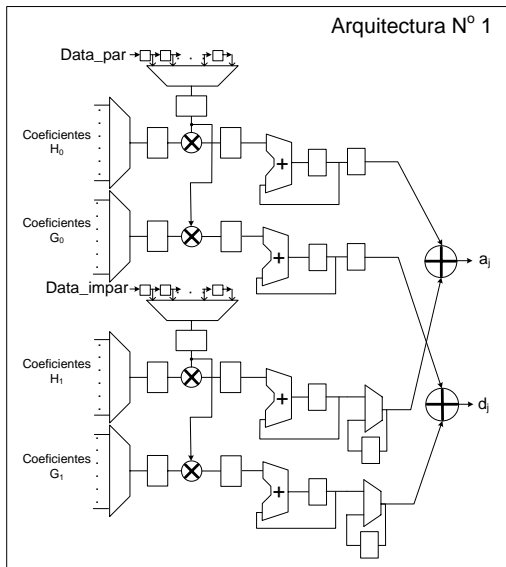 Arquitectura Nº 1
Data_par
Coeficientes
H0
Coeficientes
G0
Data_impar
Coeficientes
H1
Coeficientes
G1
aj
dj